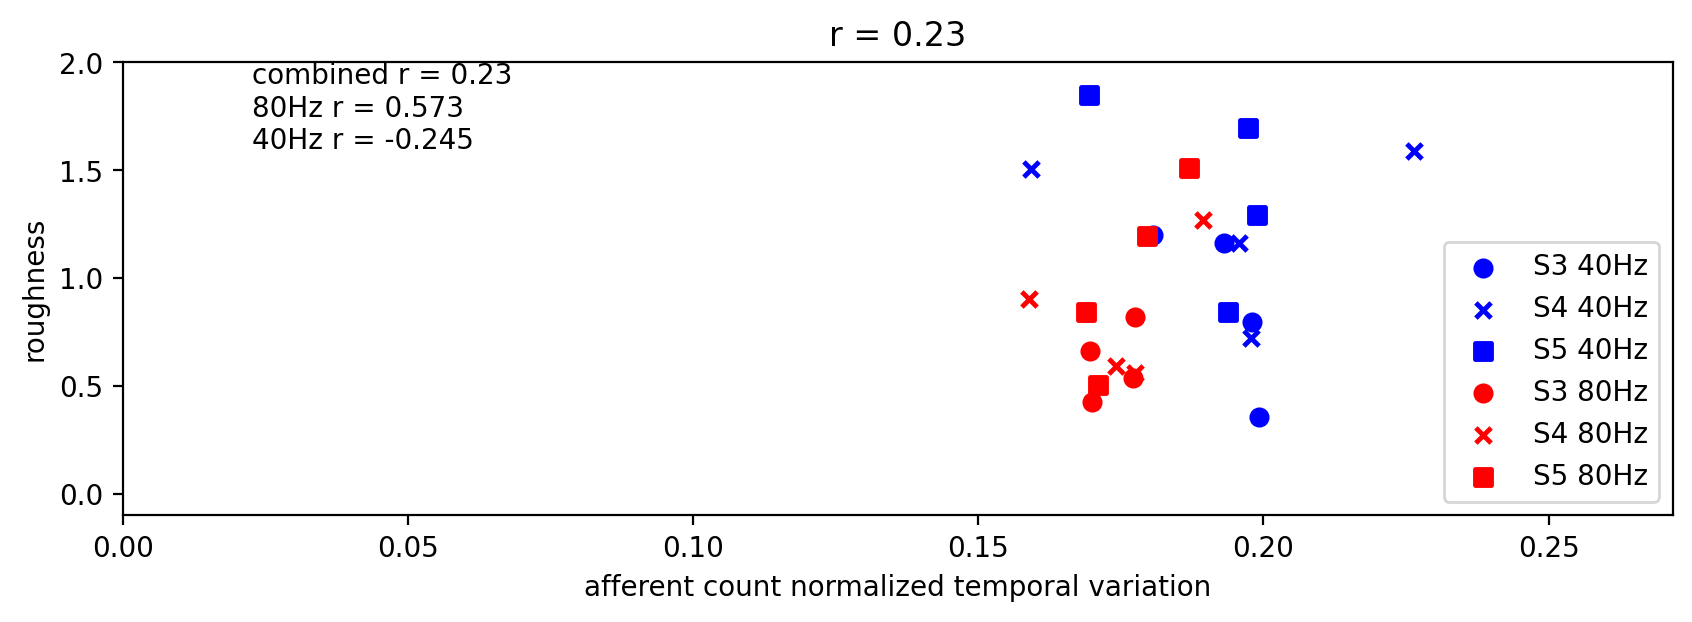 r = 0.23
combined r = 0.23
80Hz r = 0.573
40Hz r = -0.245
2.0
1.5
1.0
0.5
0.0
roughness
S3 40Hz
S4 40Hz
S5 40Hz
S3 80Hz
S4 80Hz
S5 80Hz
0.00 0.05 0.10 0.15 0.20 0.25
afferent count normalized temporal variation